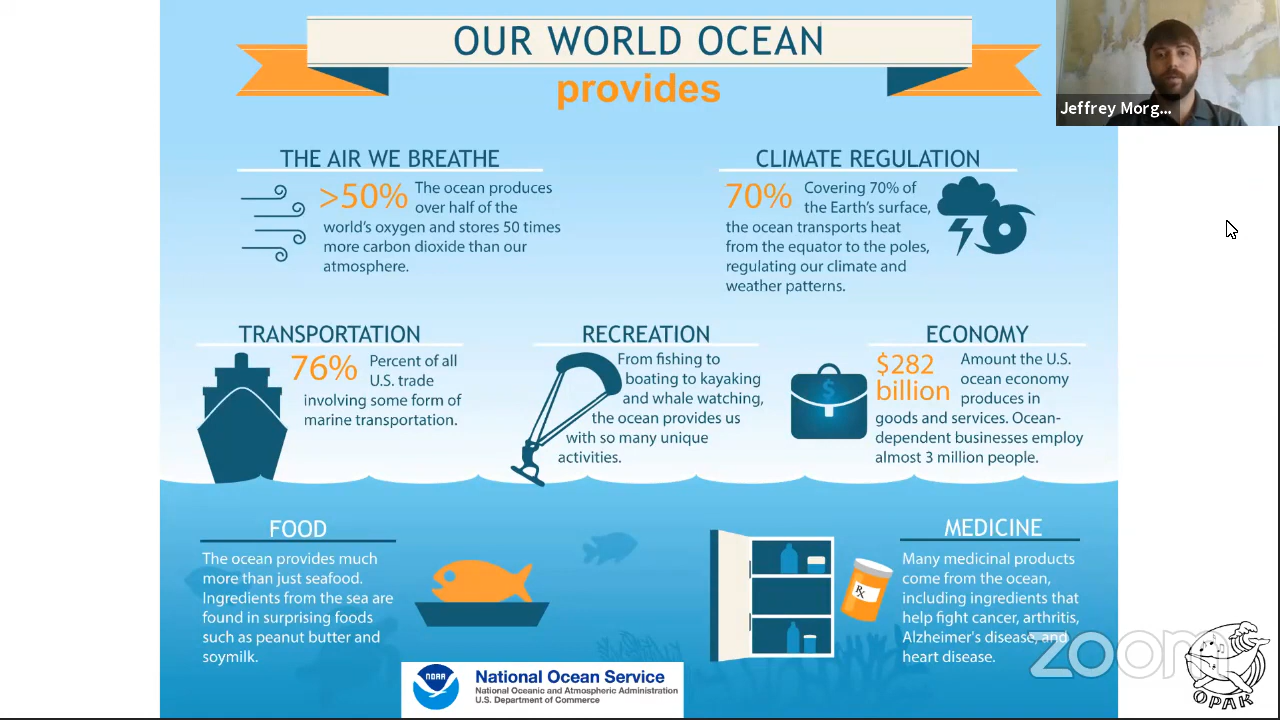 OUR WORLD OCEAN
provides
Jeffrey Morg...
THE AIR WE BREATHE
>50% The ocean produces
over half of the
world's oxygen and stores 50 times
more carbon dioxide than our
atmosphere.
CLIMATE REGULATION
70% Covering 70% of
the Earth's surface,
the ocean transports heat
from the equator to the poles,
regulating our climate and
weather patterns.
TRANSPORTATION
76% Percent of all
U.S. trade
involving some form of
marine transportation.
RECREATION
From fishing to
boating to kayaking
and whale watching,
the ocean provides us
with so many unique
activities.
ECONOMY
$
$282
billion
Amount the U.S.
ocean economy
produces in
goods and services. Ocean-
dependent businesses employ
almost 3 million people.
FOOD
The ocean provides much
more than just seafood.
Ingredients from the sea are
found in surprising foods
such as peanut butter and
soymilk.
Rx
MEDICINE
Many medicinal products
come from the ocean,
including ingredients that
help fight cancer, arthritis,
Alzheimer's disease, and
heart disease.
NOAA
National Ocean Service
National Oceanic and Atmospheric Administration
U.S. Department of Commerce
zoom
OPAK